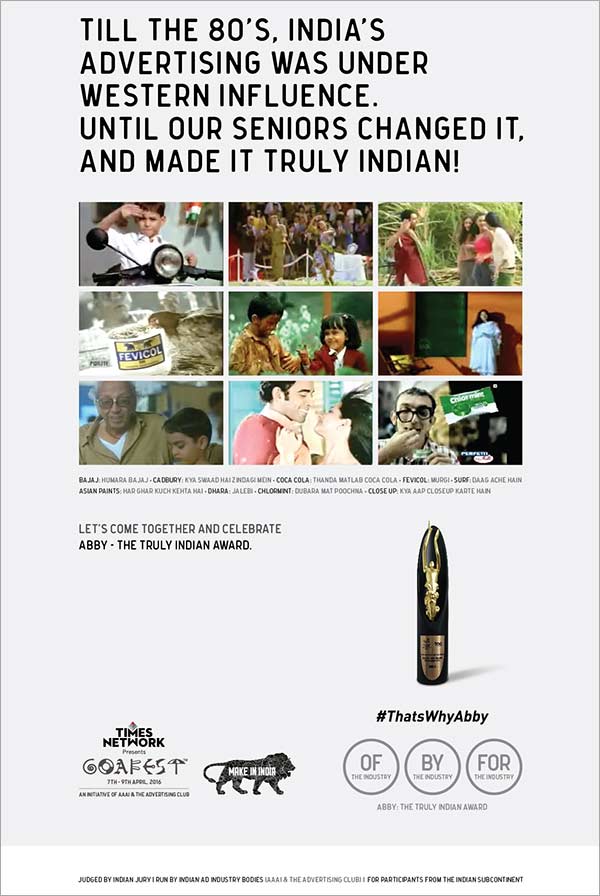 TILL THE 80'S, INDIA'S
ADVERTISING WAS UNDER
WESTERN INFLUENCE.
UNTIL OUR SENIORS CHANGED IT,
AND MADE IT TRULY INDIAN!
FEVICOL
Chlormint
PERFETTI
BAJAJ: HUMARA BAJAJ • CADBURY: KYA SWAAD HAI ZINDAGI MEIN • COCA COLA: THANDA MATLAB COCA COLA • FEVICOL: MURGI • SURF: DAAG ACHE HAIN
ASIAN PAINTS: HAR GHAR KUCH KEHTA HAI • DHARA: JALEBI • CHLORMINT: DUBARA MAT POOCHNA • CLOSE UP: KYA AAP CLOSEUP KARTE HAIN
LET'S COME TOGETHER AND CELEBRATE
ABBY - THE TRULY INDIAN AWARD.
#ThatsWhyAbby
TIMES
NETWORK
Presents
GOAFEST
7TH - 9TH APRIL, 2016
AN INITIATIVE OF AAAI & THE ADVERTISING CLUB
MAKE IN INDIA
OF
THE INDUSTRY
BY
THE INDUSTRY
FOR
THE INDUSTRY
ABBY: THE TRULY INDIAN AWARD
JUDGED BY INDIAN JURY | RUN BY INDIAN AD INDUSTRY BODIES (AAAI & THE ADVERTISING CLUB) | FOR PARTICIPANTS FROM THE INDIAN SUBCONTINENT